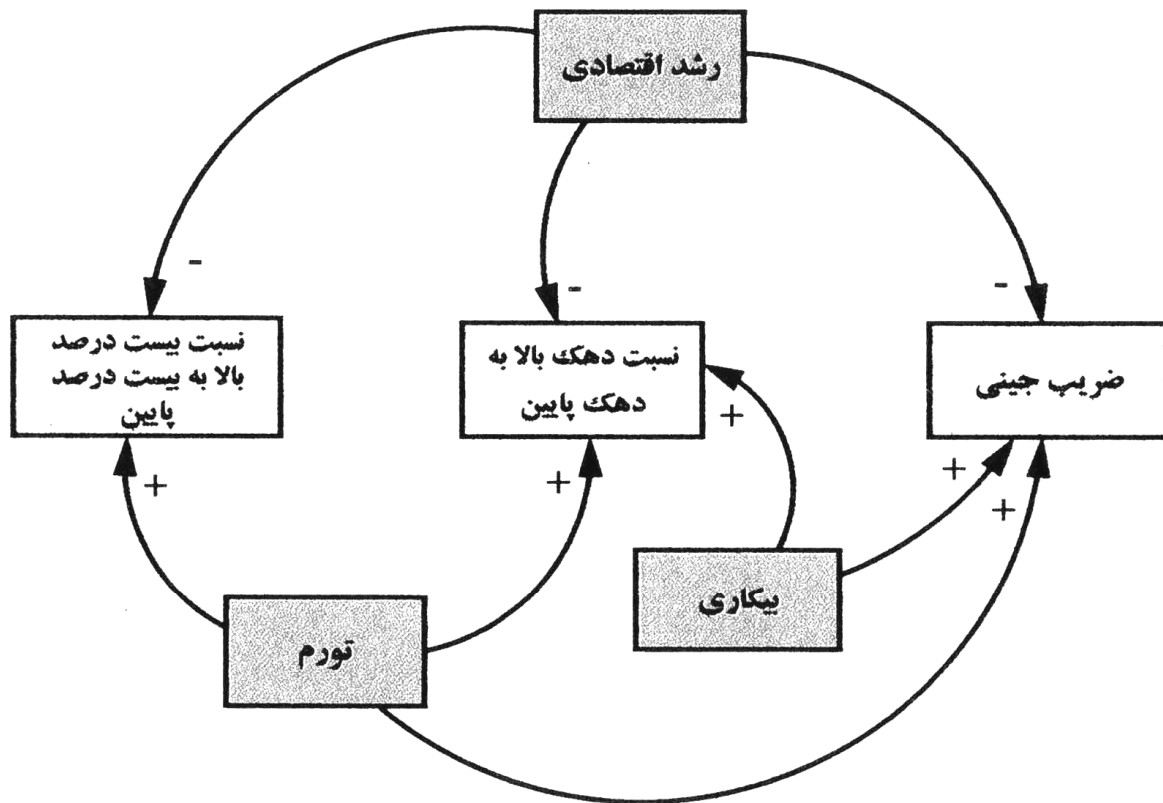 رشد اقتصادی
-
-
-
نسبت بیست درصد
بالا به بیست درصد
پایین
نسبت دهک بالا به
دهک پایین
ضریب جینی
+
+
+
+
+
بیکاری
تورم